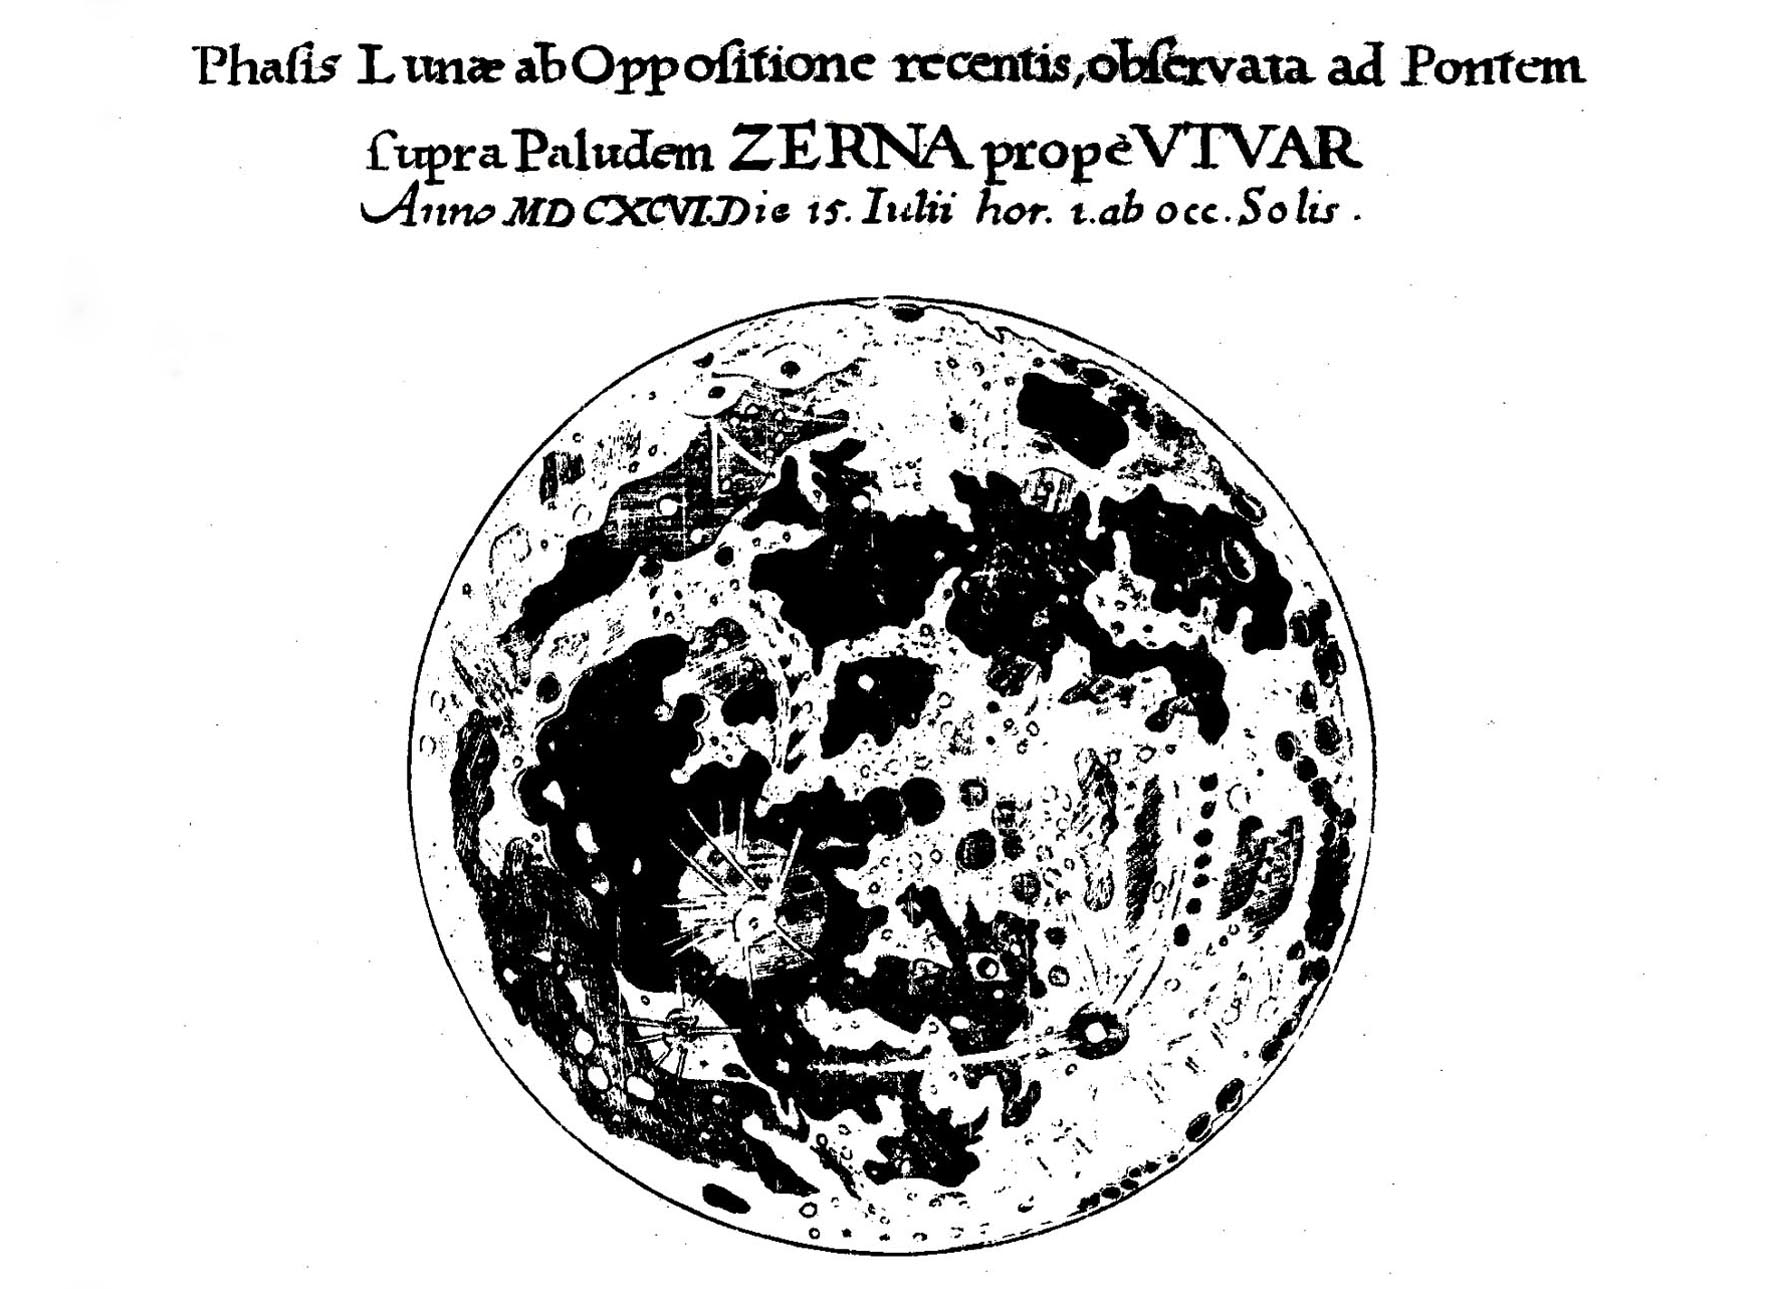 Phaſis Lunæ ab Oppoſitione recentis, obſervata ad Pontem
ſupra Paludem ZERNA propè VTVAR
Anno MDCXCVI. Die 15. Iulii hor. 1. ab occ. Solis .